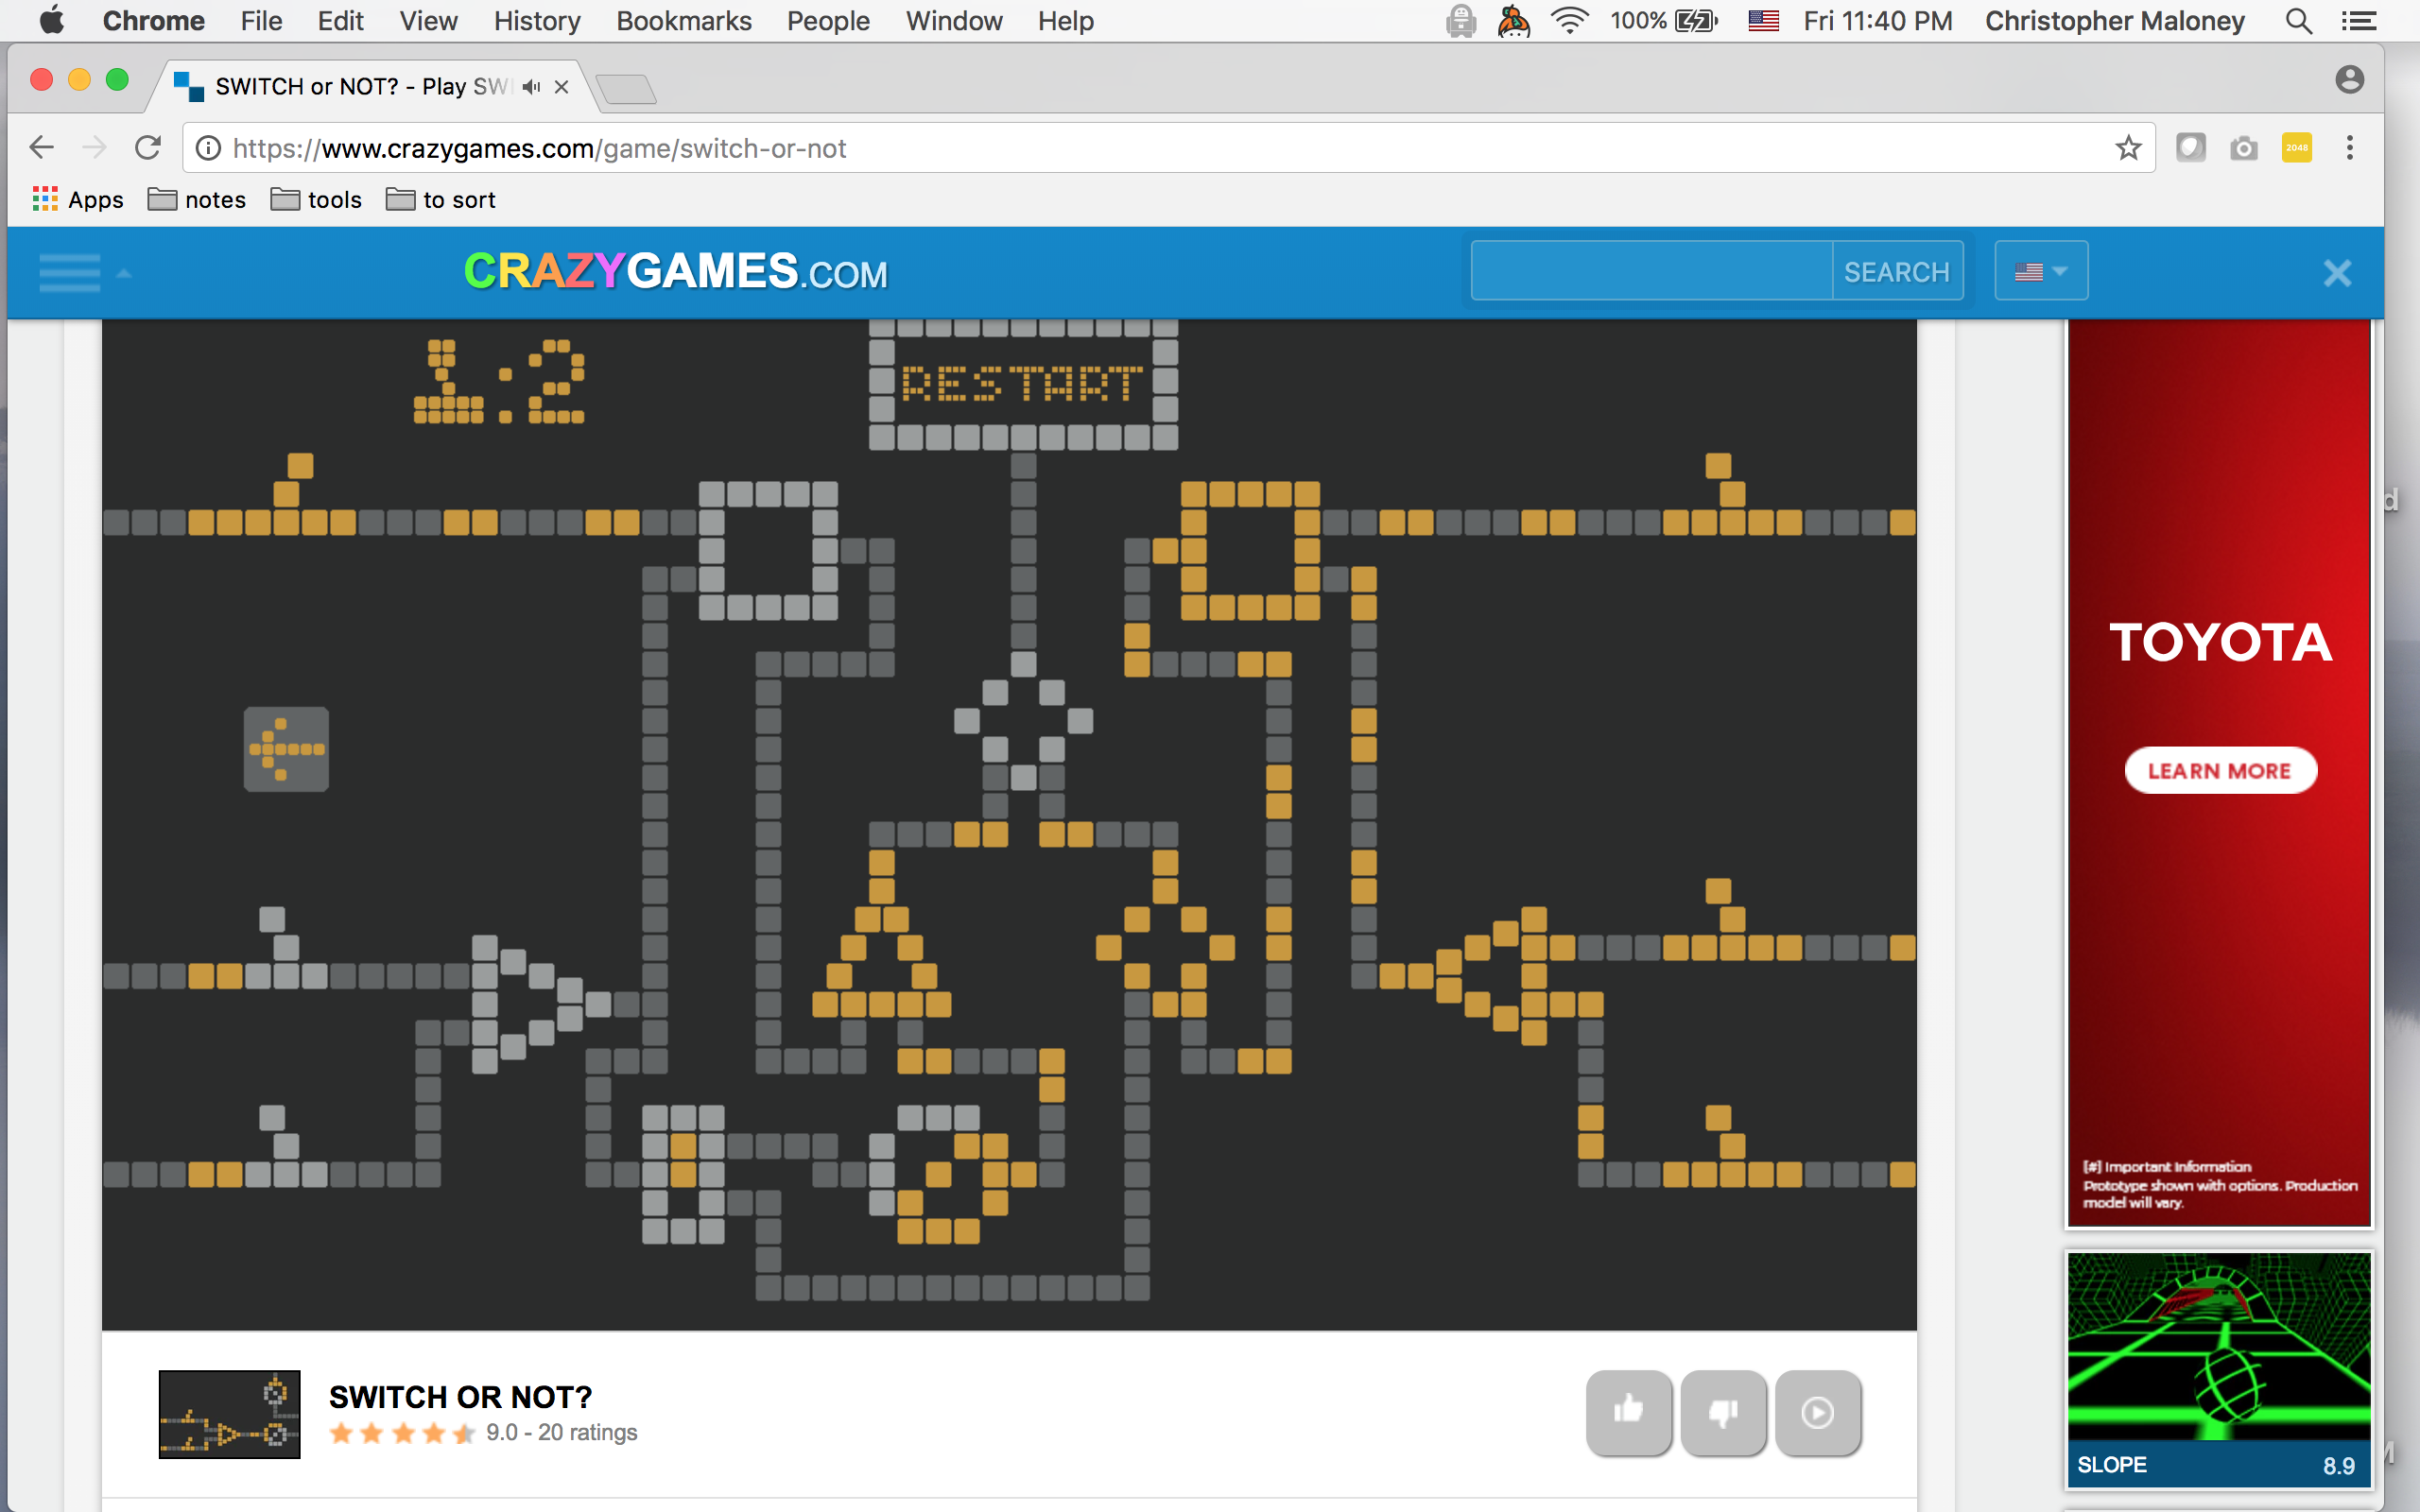 Chrome File Edit View History Bookmarks People Window Help 100% Fri 11:40 PM Christopher Maloney
SWITCH or NOT? - Play SW
https://www.crazygames.com/game/switch-or-not
2048
Apps notes tools to sort
CRAZYGAMES.COM SEARCH
1:2
RESTART
TOYOTA
LEARN MORE
[#] Important Information
Prototype shown with options. Production
model will vary.
SWITCH OR NOT?
9.0 - 20 ratings
SLOPE 8.9